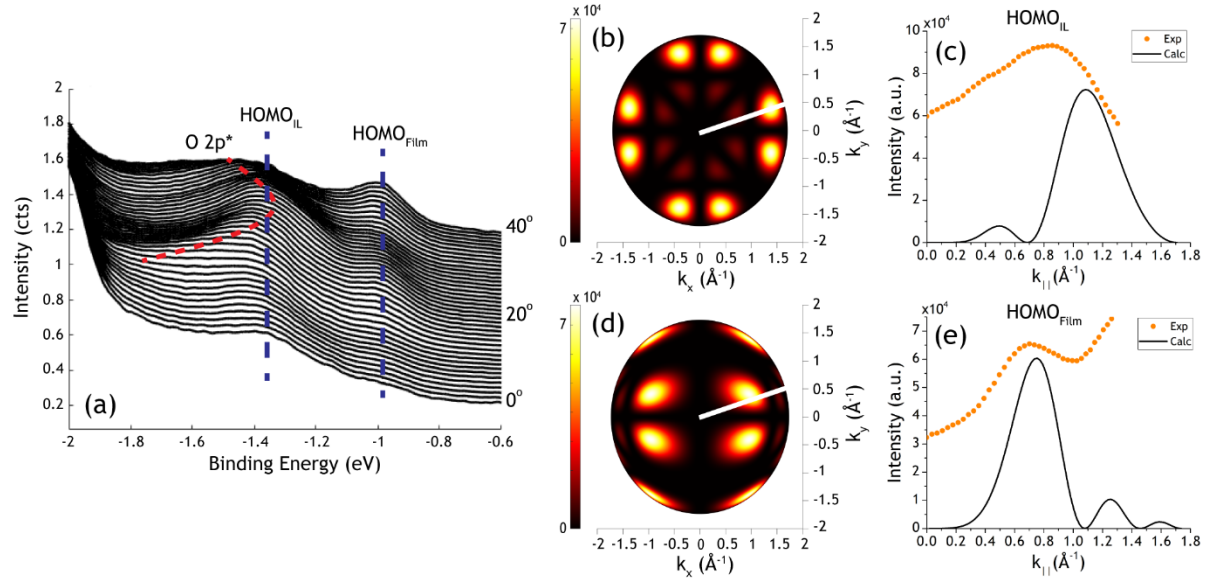 (a)
Intensity (cts)
2
1.8
1.6
1.4
1.2
1
0.8
0.6
0.4
0.2
O 2p*
HOMO_IL
HOMO_Film
40°
20°
0°
-2 -1.8 -1.6 -1.4 -1.2 -1 -0.8 -0.6
Binding Energy (eV)
(b)
7 x 10⁴
0
2
1.5
1
0.5
0
-0.5
-1
-1.5
-2
k_y (Å⁻¹)
-2 -1.5 -1 -0.5 0 0.5 1 1.5 2
k_x (Å⁻¹)
(c)
HOMO_IL
x 10⁴
Exp
Calc
10
8
6
4
2
0
Intensity (a.u.)
0.0 0.2 0.4 0.6 0.8 1.0 1.2 1.4 1.6 1.8
k_||(Å⁻¹)
(d)
7 x 10⁴
0
2
1.5
1
0.5
0
-0.5
-1
-1.5
-2
k_y (Å⁻¹)
-2 -1.5 -1 -0.5 0 0.5 1 1.5 2
k_x (Å⁻¹)
(e)
HOMO_Film
x 10⁴
Exp
Calc
7
6
5
4
3
2
1
0
Intensity (a.u.)
0.0 0.2 0.4 0.6 0.8 1.0 1.2 1.4 1.6 1.8
k_||(Å⁻¹)